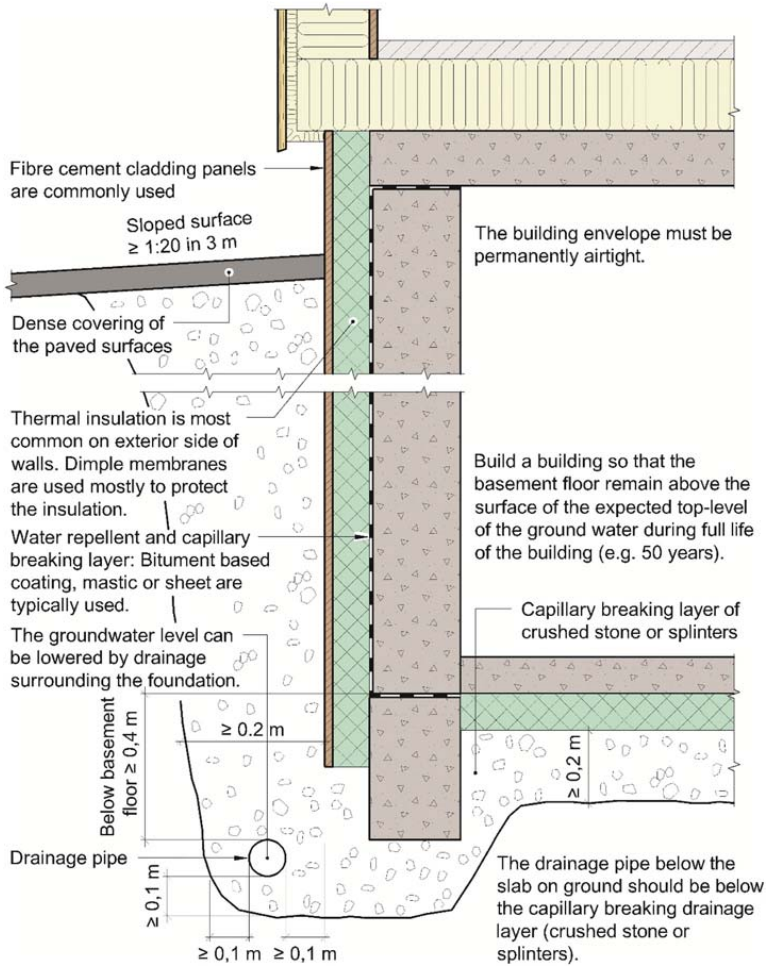 Fibre cement cladding panels
are commonly used
Sloped surface
≥ 1:20 in 3 m
The building envelope must be
permanently airtight.
Dense covering of
the paved surfaces
Thermal insulation is most
common on exterior side of
walls. Dimple membranes
are used mostly to protect
the insulation.
Build a building so that the
basement floor remain above the
surface of the expected top-level
of the ground water during full life
of the building (e.g. 50 years).
Water repellent and capillary
breaking layer: Bitument based
coating, mastic or sheet are
typically used.
Capillary breaking layer of
crushed stone or splinters
The groundwater level can
be lowered by drainage
surrounding the foundation.
Below basement
floor ≥ 0,4 m
≥ 0.2 m
≥ 0,2 m
Drainage pipe
≥ 0,1 m
≥ 0,1 m
≥ 0,1 m
The drainage pipe below the
slab on ground should be below
the capillary breaking drainage
layer (crushed stone or
splinters).